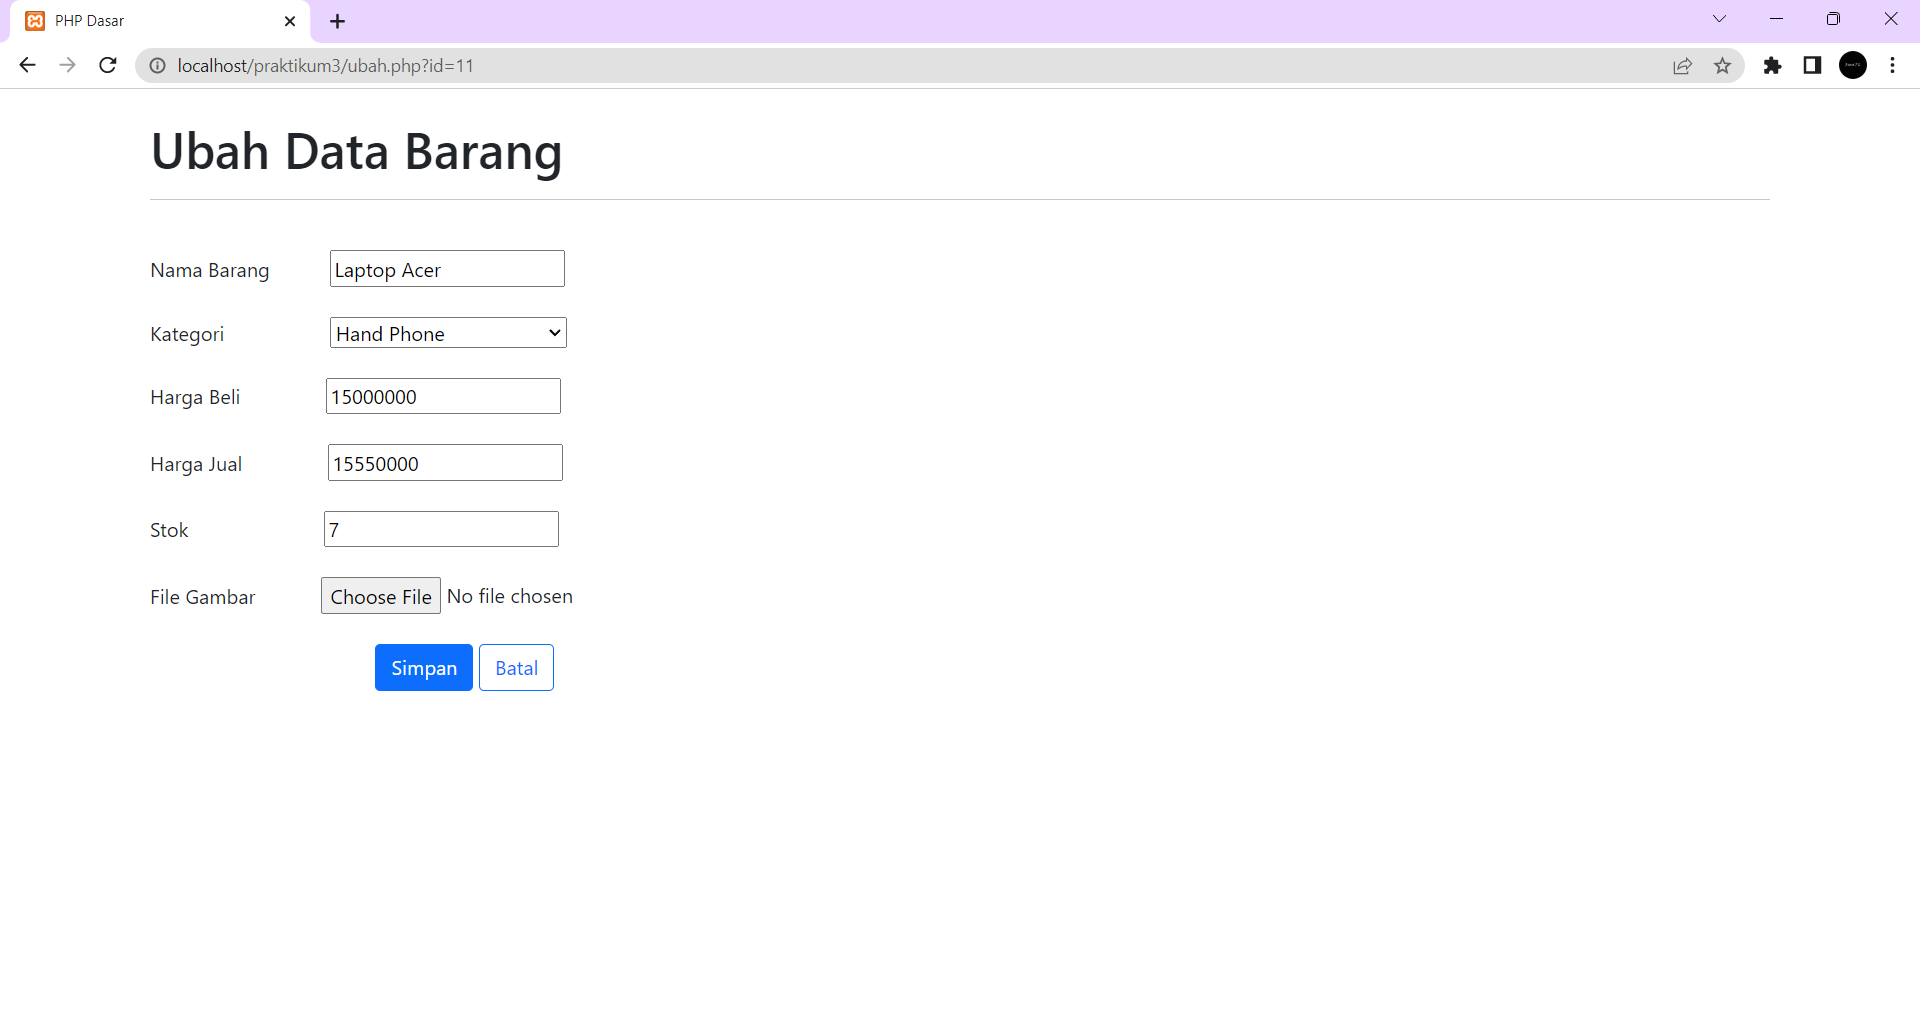 PHP Dasar
localhost/praktikum3/ubah.php?id=11
Ubah Data Barang
Nama Barang Laptop Acer
Kategori Hand Phone
Harga Beli 15000000
Harga Jual 15550000
Stok 7
File Gambar Choose File No file chosen
Simpan Batal